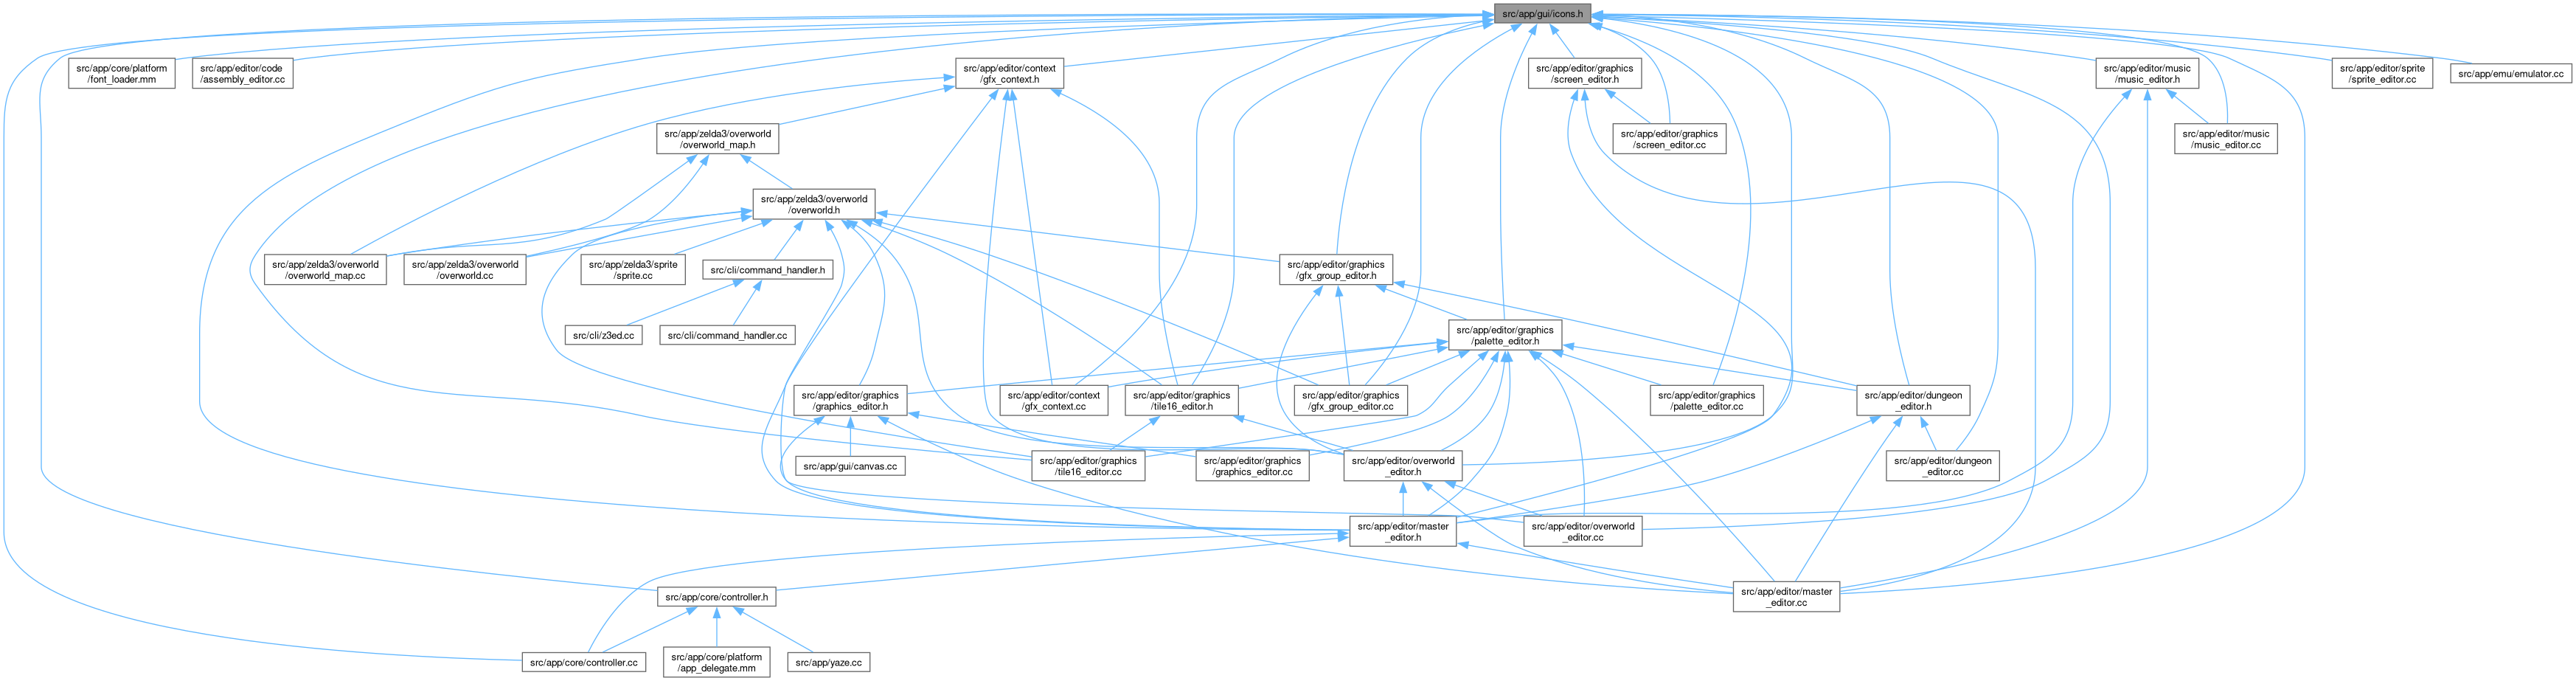 src/app/gui/icons.h
src/app/core/platform
/font_loader.mm
src/app/editor/code
/assembly_editor.cc
src/app/editor/context
/gfx_context.h
src/app/editor/graphics
/screen_editor.h
src/app/editor/music
/music_editor.h
src/app/editor/sprite
/sprite_editor.cc
src/app/emu/emulator.cc
src/app/zelda3/overworld
/overworld_map.h
src/app/editor/graphics
/screen_editor.cc
src/app/editor/music
/music_editor.cc
src/app/zelda3/overworld
/overworld.h
src/app/zelda3/overworld
/overworld_map.cc
src/app/zelda3/overworld
/overworld.cc
src/app/zelda3/sprite
/sprite.cc
src/cli/command_handler.h
src/app/editor/graphics
/gfx_group_editor.h
src/cli/z3ed.cc
src/cli/command_handler.cc
src/app/editor/graphics
/palette_editor.h
src/app/editor/graphics
/graphics_editor.h
src/app/editor/context
/gfx_context.cc
src/app/editor/graphics
/tile16_editor.h
src/app/editor/graphics
/gfx_group_editor.cc
src/app/editor/graphics
/palette_editor.cc
src/app/editor/dungeon
_editor.h
src/app/gui/canvas.cc
src/app/editor/graphics
/tile16_editor.cc
src/app/editor/graphics
/graphics_editor.cc
src/app/editor/overworld
_editor.h
src/app/editor/dungeon
_editor.cc
src/app/editor/master
_editor.h
src/app/editor/overworld
_editor.cc
src/app/core/controller.h
src/app/editor/master
_editor.cc
src/app/core/controller.cc
src/app/core/platform
/app_delegate.mm
src/app/yaze.cc